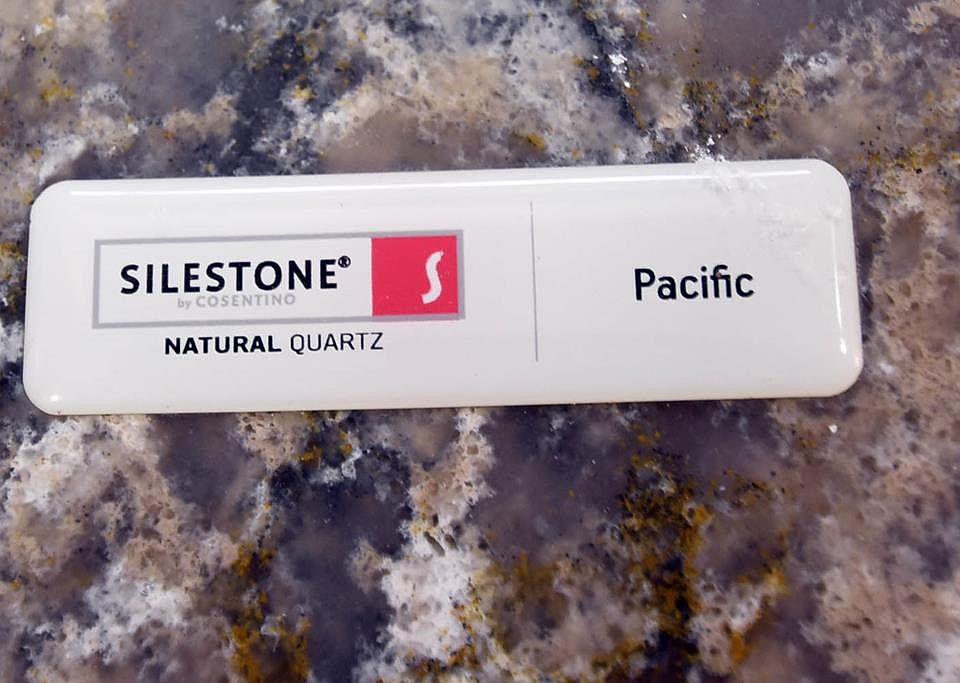 SILESTONE®
by COSENTINO
NATURAL QUARTZ
Pacific